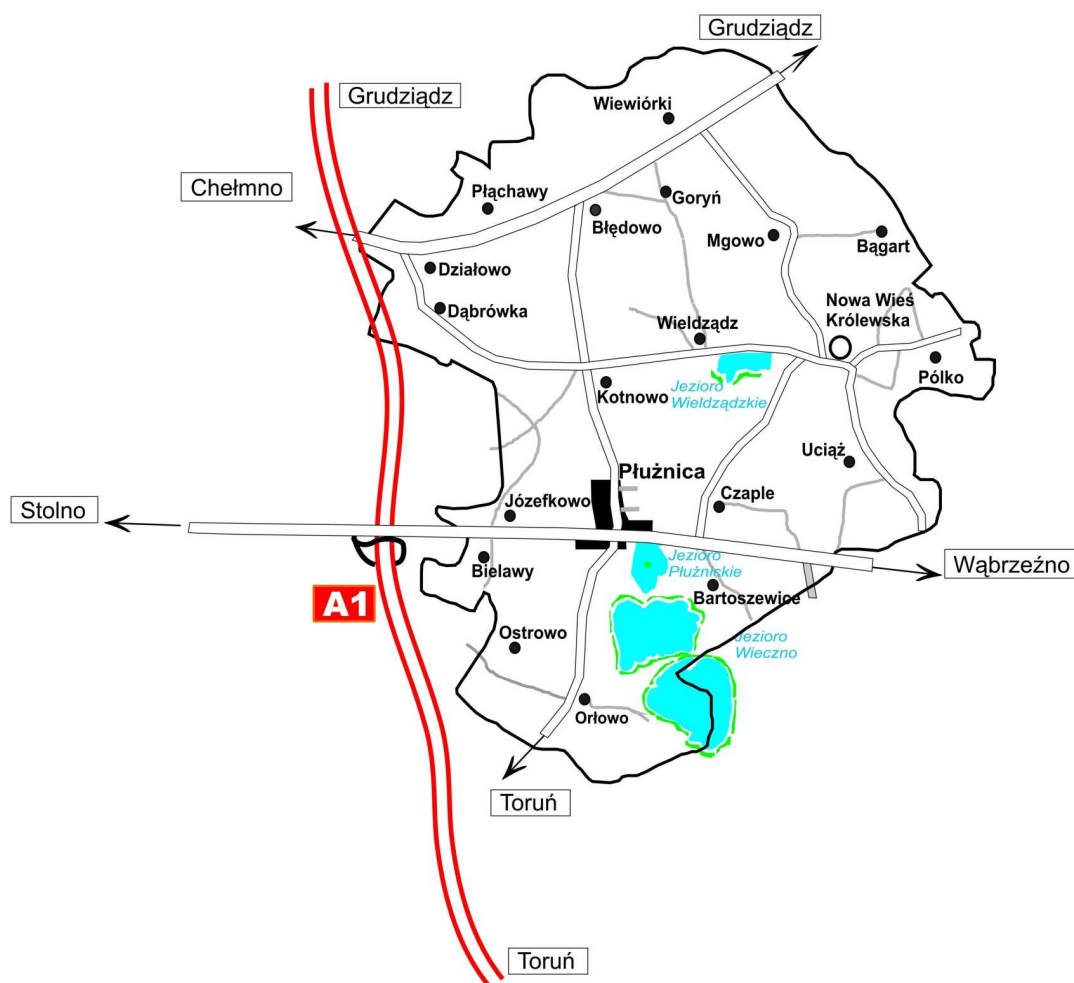 Grudziądz
Grudziądz
Wiewiórki
Chełmno
Płąchawy
Goryń
Błędowo
Mgowo
Bągart
Działowo
Dąbrówka
Nowa Wieś
Królewska
Wieldządz
Pólko
Jezioro
Wieldządzkie
Kotnowo
Uciąż
Płużnica
Józefkowo
Czaple
Stolno
Jezioro
Płużnickie
Wąbrzeźno
Bielawy
Bartoszewice
A1
Ostrowo
Jezioro
Wieczno
Orłowo
Toruń
Toruń